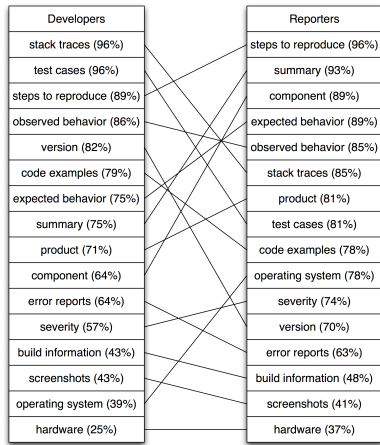 Developers
stack traces (96%)
test cases (96%)
steps to reproduce (89%)
observed behavior (86%)
version (82%)
code examples (79%)
expected behavior (75%)
summary (75%)
product (71%)
component (64%)
error reports (64%)
severity (57%)
build information (43%)
screenshots (43%)
operating system (39%)
hardware (25%)
Reporters
steps to reproduce (96%)
summary (93%)
component (89%)
expected behavior (89%)
observed behavior (85%)
stack traces (85%)
product (81%)
test cases (81%)
code examples (78%)
operating system (78%)
severity (74%)
version (70%)
error reports (63%)
build information (48%)
screenshots (41%)
hardware (37%)